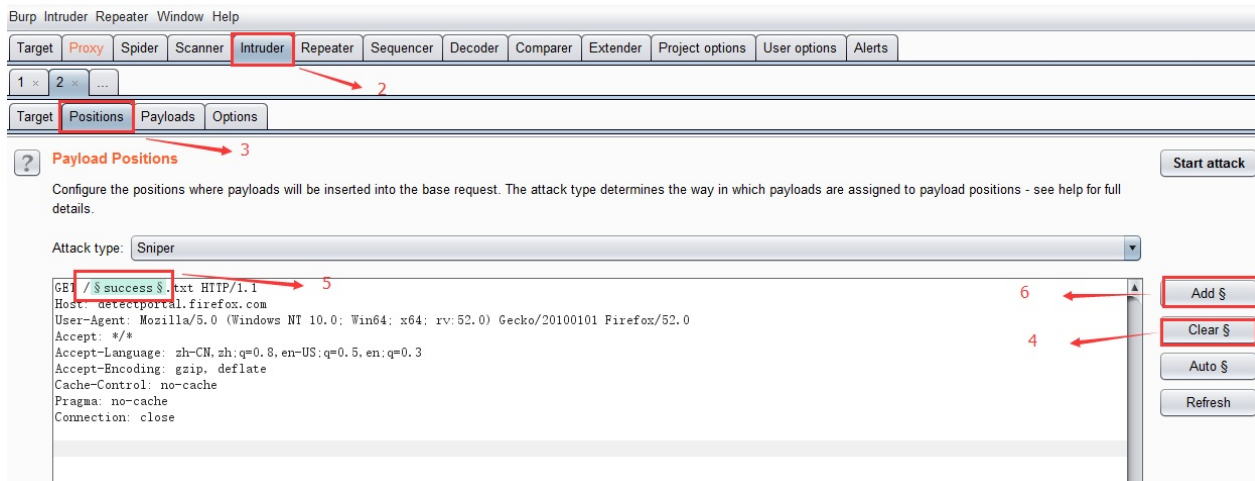 Burp Intruder Repeater Window Help
Target Proxy Spider Scanner Intruder Repeater Sequencer Decoder Comparer Extender Project options User options Alerts
2
1 × 2 × ...
Target Positions Payloads Options
3
? Payload Positions
Start attack
Configure the positions where payloads will be inserted into the base request. The attack type determines the way in which payloads are assigned to payload positions - see help for full
details.
Attack type: Sniper
GET /§success§.txt HTTP/1.1
5
Host: detectportal.firefox.com
User-Agent: Mozilla/5.0 (Windows NT 10.0; Win64; x64; rv:52.0) Gecko/20100101 Firefox/52.0
Accept: */*
Accept-Language: zh-CN,zh;q=0.8,en-US;q=0.5,en;q=0.3
Accept-Encoding: gzip, deflate
Cache-Control: no-cache
Pragma: no-cache
Connection: close
6
Add §
4
Clear §
Auto §
Refresh